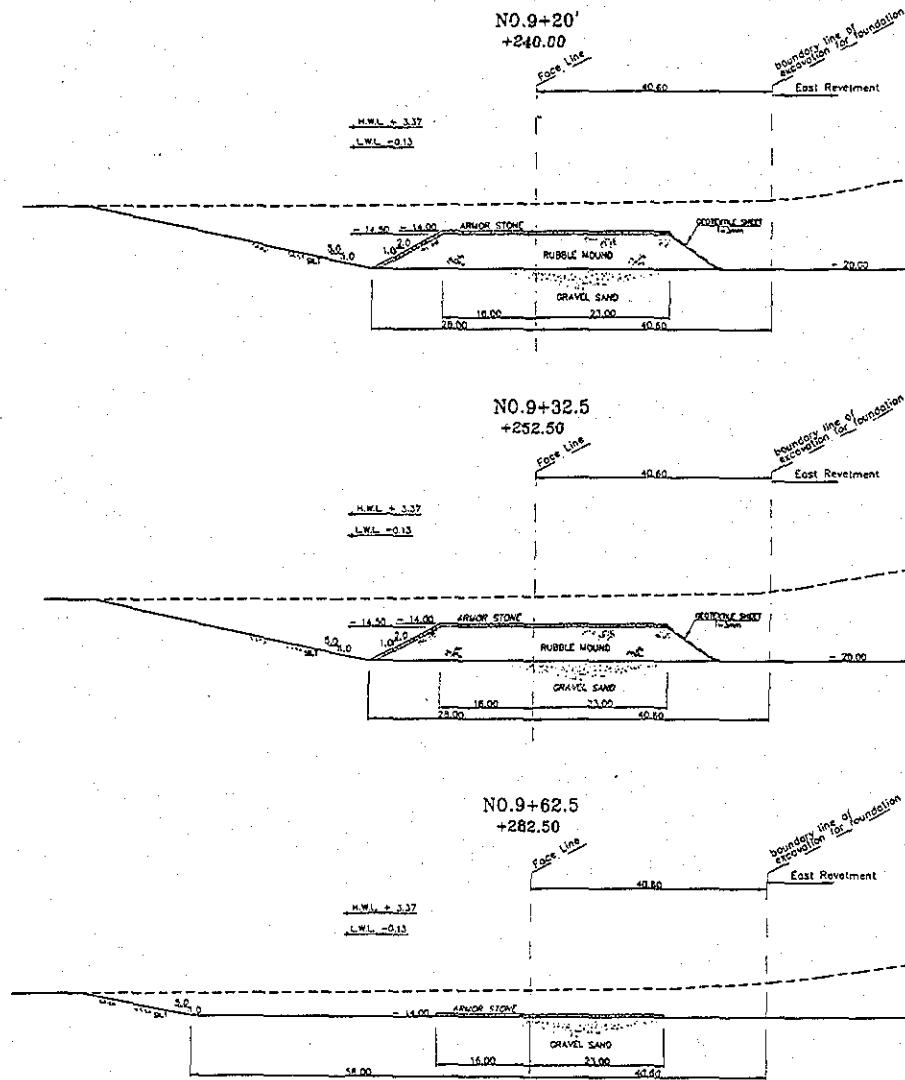 NO.9+20'
+240.00
Face Line
boundary line of
excavation for foundation
40.60
East Revetment
H.W.L. + 3.37
L.W.L. -0.13
- 14.50 - 14.00
ARMOR STONE
GEOTEXTILE SHEET
t=3mm
5.0
1.0
1.0
2.0
SILT
RUBBLE MOUND
- 20.00
GRAVEL SAND
16.00
23.00
28.00
40.60
NO.9+32.5
+252.50
Face Line
boundary line of
excavation for foundation
40.60
East Revetment
H.W.L. + 3.37
L.W.L. -0.13
- 14.50 - 14.00
ARMOR STONE
GEOTEXTILE SHEET
t=3mm
5.0
1.0
1.0
2.0
SILT
RUBBLE MOUND
- 20.00
GRAVEL SAND
16.00
23.00
28.00
40.60
NO.9+62.5
+282.50
Face Line
boundary line of
excavation for foundation
40.60
East Revetment
H.W.L. + 3.37
L.W.L. -0.13
5.0
1.0
SILT
- 14.00
ARMOR STONE
GRAVEL SAND
16.00
23.00
58.00
40.60